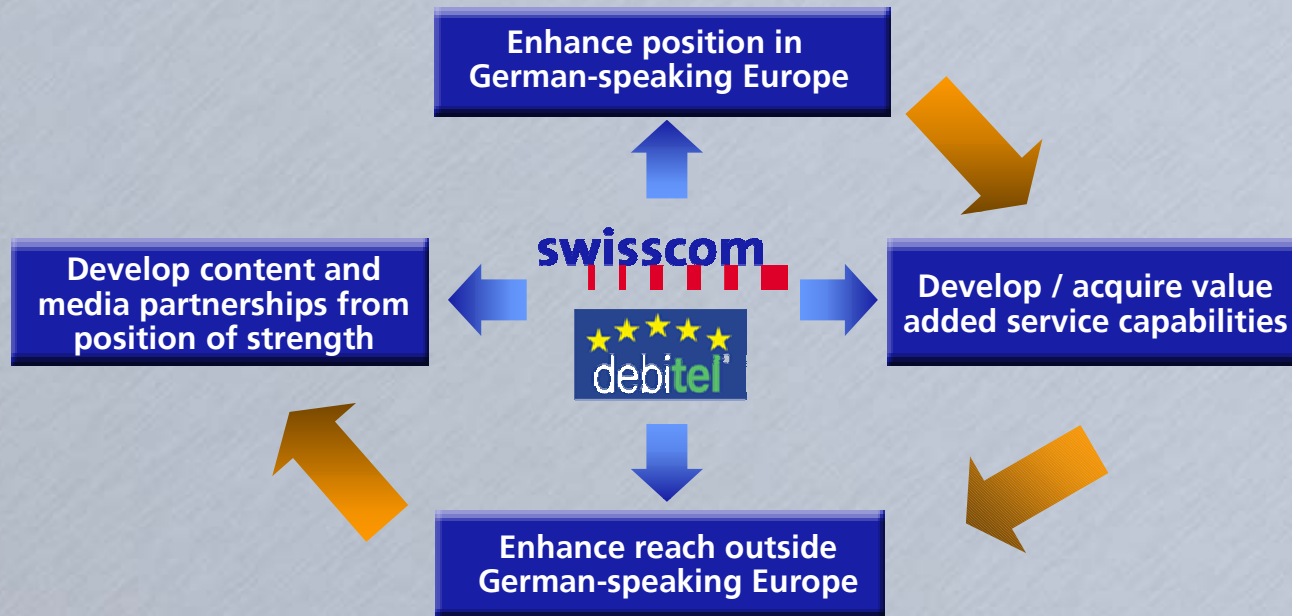 Enhance position in
German-speaking Europe
swisscom
debitel
Develop content and
media partnerships from
position of strength
Develop / acquire value
added service capabilities
Enhance reach outside
German-speaking Europe